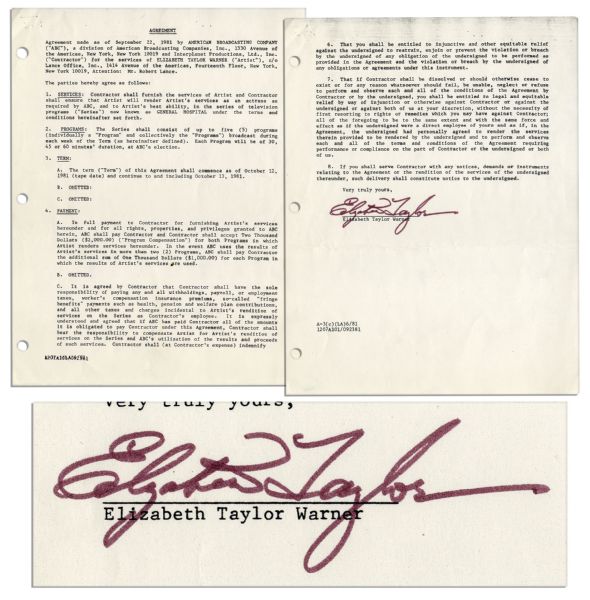 AGREEMENT
Agreement made as of September 22, 1981 by AMERICAN BROADCASTING COMPANY
("ABC"), a division of American Broadcasting Companies, Inc., 1330 Avenue of
the Americas, New York, New York 10019 and Interplanet Productions, Ltd., Inc.
("Contractor") for the services of ELIZABETH TAYLOR WARNER ("Artist"), c/o
Lance Office, Inc., 1414 Avenue of the Americas, Fourteenth Floor, New York,
New York 10019, Attention: Mr. Robert Lance.
The parties hereby agree as follows:
1. SERVICES: Contractor shall furnish the services of Artist and Contractor
shall ensure that Artist will render Artist's services as an actress as
required by ABC, and to Artist's best ability, in the series of television
programs ("Series") now known as GENERAL HOSPITAL under the terms and
conditions hereinafter set forth.
2. PROGRAMS: The Series shall consist of up to five (5) programs
(individually a "Program" and collectively the "Programs") broadcast during
each week of the Term (as hereinafter defined). Each Program will be of 30,
45 or 60 minutes' duration, at ABC's election.
3. TERM:
A. The term ("Term") of this Agreement shall commence as of October 12,
1981 (tape date) and continue to and including October 13, 1981.
B. OMITTED:
C. OMITTED:
4. PAYMENT:
A. In full payment to Contractor for furnishing Artist's services
hereunder and for all rights, properties, and privileges granted to ABC
herein, ABC shall pay Contractor and Contractor shall accept Two Thousand
Dollars ($2,000.00) ("Program Compensation") for both Programs in which
Artist renders services hereunder. In the event ABC uses the results of
Artist's services in more than two (2) Programs, ABC shall pay Contractor
the additional sum of One Thousand Dollars ($1,000.00) for each Program in
which the results of Artist's services are used.
B. OMITTED.
C. It is agreed by Contractor that Contractor shall have the sole
responsibility of paying any and all withholdings, payroll, or employment
taxes, worker's compensation insurance premiums, so-called "fringe
benefits" payments such as health, pension and welfare plan contributions,
and all other taxes and charges incidental to Artist's rendition of
services on the Series as Contractor's employee. It is expressly
understood and agreed that if ABC has paid Contractor all of the amounts
it is obligated to pay Contractor under this Agreement, Contractor shall
bear the responsibility to compensate Artist for Artist's rendition of
services on the Series and ABC's utilization of the results and proceeds
of such services. Contractor shall (at Contractor's expense) indemnify
6. That you shall be entitled to injunctive and other equitable relief
against the undersigned to restrain, enjoin or prevent the violation or breach
by the undersigned of any obligation of the undersigned to be performed as
provided in the Agreement and the violation or breach by the undersigned of
any obligations or agreements under this instrument.
7. That if Contractor shall be dissolved or should otherwise cease to
exist or for any reason whatsoever should fail, be unable, neglect or refuse
to perform and observe each and all of the conditions of the Agreement by
Contractor or the undersigned, you shall be entitled to legal and equitable
relief by way of injunction or otherwise against Contractor or against the
undersigned or against both of us at your discretion, without the necessity of
first resorting to rights or remedies which you may have against Contractor;
all of the foregoing to be to the same extent and with the same force and
effect as if the undersigned were a direct employee of yours and as if, in the
Agreement, the undersigned had personally agreed to render the services
therein provided to be rendered by the undersigned and to perform and observe
each and all of the terms and conditions of the Agreement requiring
performance or compliance on the part of Contractor or the undersigned or both
of us.
8. If you shall serve Contractor with any notices, demands or instruments
relating to the Agreement or the rendition of the services of the undersigned
thereunder, such delivery shall constitute notice to the undersigned.
Very truly yours,
Elizabeth Taylor
Elizabeth Taylor Warner
very truly yours,
Elizabeth Taylor
Elizabeth Taylor Warner